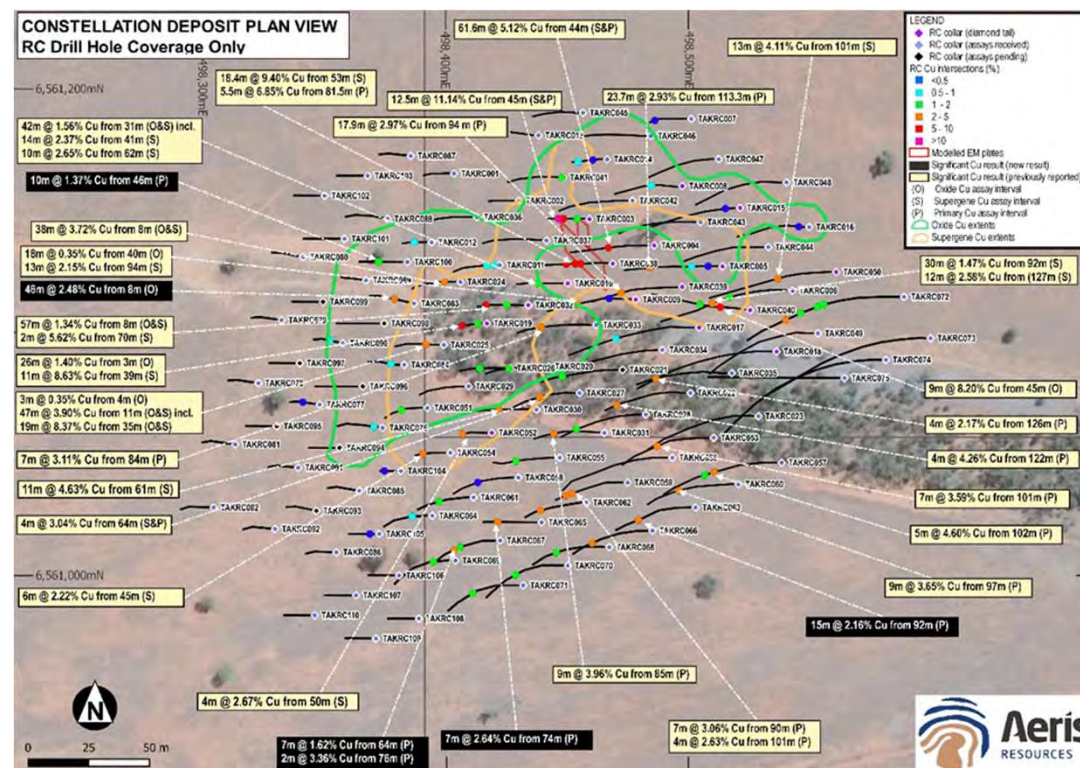 CONSTELLATION DEPOSIT PLAN VIEW
RC Drill Hole Coverage Only
498,300mE
498,400mE
498,500mE
6,561,200mN
6,561,000mN
61.6m @ 5.12% Cu from 44m (S&P)
13m @ 4.11% Cu from 101m (S)
18.4m @ 9.40% Cu from 53m (S)
5.5m @ 6.85% Cu from 81.5m (P)
12.5m @ 11.14% Cu from 45m (S&P)
23.7m @ 2.93% Cu from 113.3m (P)
17.9m @ 2.97% Cu from 94 m (P)
42m @ 1.56% Cu from 31m (O&S) incl.
14m @ 2.37% Cu from 41m (S)
10m @ 2.65% Cu from 62m (S)
10m @ 1.37% Cu from 46m (P)
38m @ 3.72% Cu from 8m (O&S)
18m @ 0.35% Cu from 40m (O)
13m @ 2.15% Cu from 94m (S)
46m @ 2.48% Cu from 8m (O)
57m @ 1.34% Cu from 8m (O&S)
2m @ 5.62% Cu from 70m (S)
26m @ 1.40% Cu from 3m (O)
11m @ 8.63% Cu from 39m (S)
3m @ 0.35% Cu from 4m (O)
47m @ 3.90% Cu from 11m (O&S) incl.
19m @ 8.37% Cu from 35m (O&S)
7m @ 3.11% Cu from 84m (P)
11m @ 4.63% Cu from 61m (S)
4m @ 3.04% Cu from 64m (S&P)
6m @ 2.22% Cu from 45m (S)
4m @ 2.67% Cu from 50m (S)
7m @ 1.62% Cu from 64m (P)
2m @ 3.36% Cu from 76m (P)
7m @ 2.64% Cu from 74m (P)
9m @ 3.96% Cu from 85m (P)
7m @ 3.06% Cu from 90m (P)
4m @ 2.63% Cu from 101m (P)
15m @ 2.16% Cu from 92m (P)
9m @ 3.65% Cu from 97m (P)
5m @ 4.60% Cu from 102m (P)
7m @ 3.59% Cu from 101m (P)
4m @ 4.26% Cu from 122m (P)
4m @ 2.17% Cu from 126m (P)
9m @ 8.20% Cu from 45m (O)
30m @ 1.47% Cu from 92m (S)
12m @ 2.58% Cu from (127m) (S)
LEGEND
RC collar (diamond tail)
RC collar (assays received)
RC collar (assays pending)
RC Cu intersections (%)
<0.5
0.5 - 1
1 - 2
2 - 5
5 - 10
>10
Modelled EM plates
Significant Cu result (new result)
Significant Cu result (previously reported)
(O) Oxide Cu assay interval
(S) Supergene Cu assay interval
(P) Primary Cu assay interval
Oxide Cu extents
Supergene Cu extents
TAKRC045
TAKRC007
TAKRC046
TAKRC087
TAKRC014
TAKRC047
TAKRC103
TAKRC001
TAKRC041
TAKRC008
TAKRC048
TAKRC102
TAKRC002
TAKRC042
TAKRC015
TAKRC088
TAKRC036
TAKRC003
TAKRC043
TAKRC016
TAKRC101
TAKRC012
TAKRC037
TAKRC004
TAKRC044
TAKRC100
TAKRC011
TAKRC005
TAKRC050
TAKRC024
TAKRC039
TAKRC006
TAKRC072
TAKRC099
TAKRC083
TAKRC032
TAKRC009
TAKRC040
TAKRC098
TAKRC019
TAKRC033
TAKRC017
TAKRC049
TAKRC073
TAKRC025
TAKRC034
TAKRC074
TAKRC097
TAKRC020
TAKRC021
TAKRC035
TAKRC096
TAKRC029
TAKRC027
TAKRC077
TAKRC051
TAKRC030
TAKRC023
TAKRC095
TAKRC052
TAKRC031
TAKRC053
TAKRC081
TAKRC094
TAKRC054
TAKRC055
TAKRC057
TAKRC104
TAKRC085
TAKRC061
TAKRC060
TAKRC082
TAKRC093
TAKRC064
TAKRC062
TAKRC092
TAKRC105
TAKRC065
TAKRC066
TAKRC086
TAKRC067
TAKRC068
TAKRC106
TAKRC070
TAKRC107
TAKRC071
TAKRC110
TAKRC108
TAKRC109
N
0 25 50 m
Aeris
RESOURCES